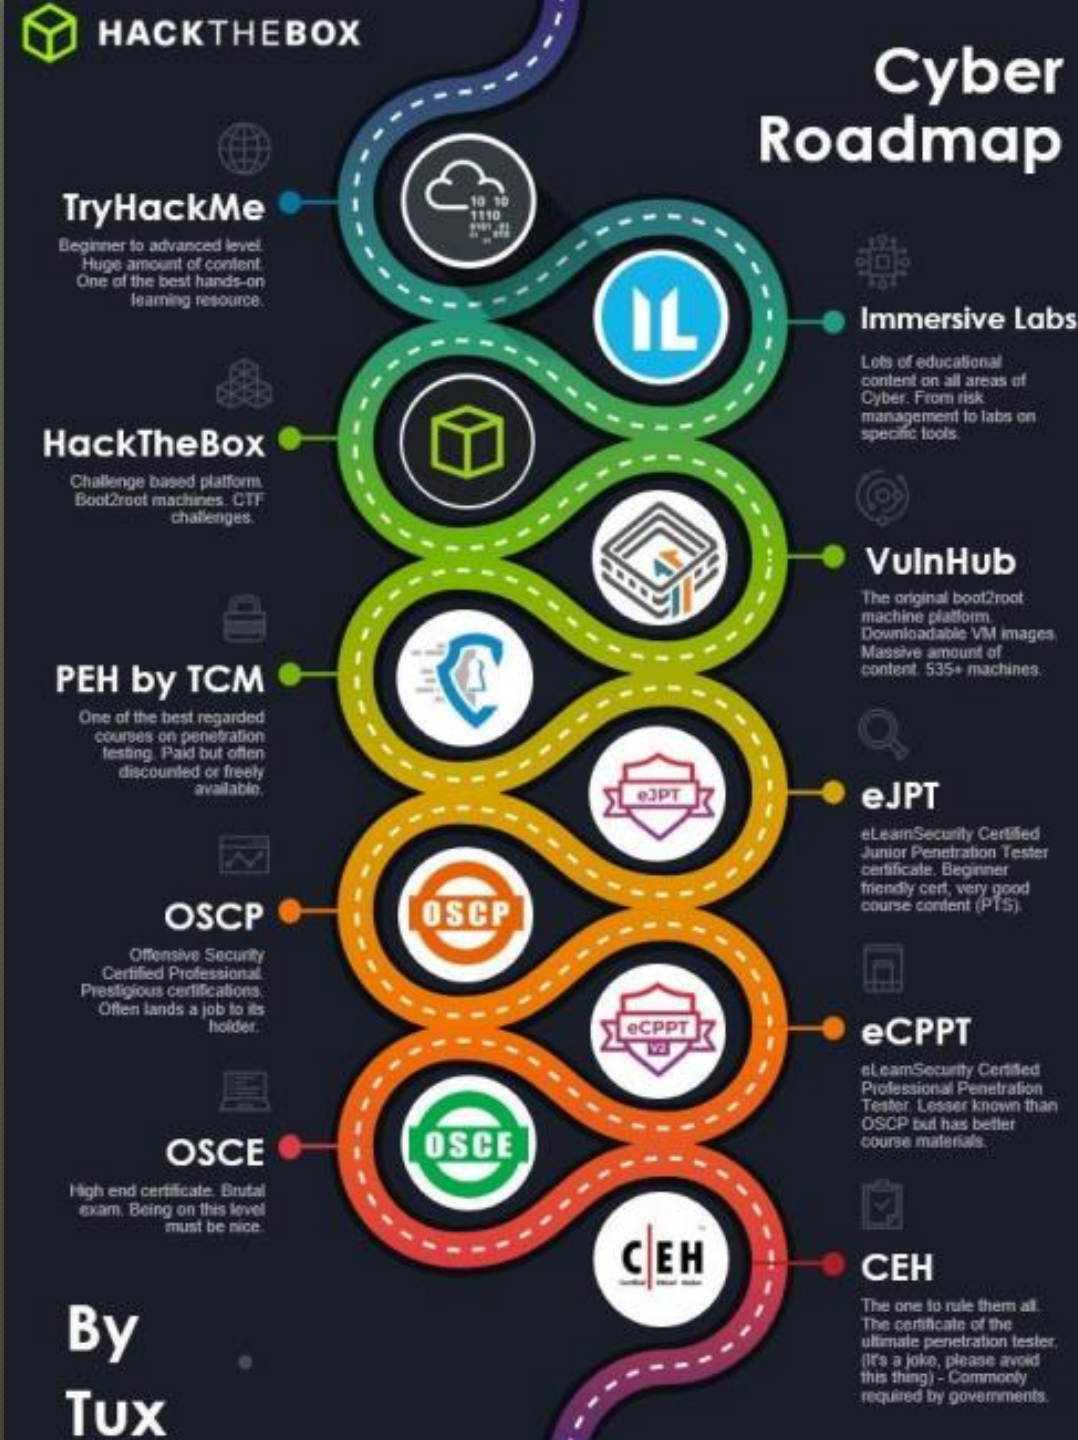 HACKTHEBOX
Cyber
Roadmap
10 10
1110
TryHackMe
Beginner to advanced level.
Huge amount of content.
One of the best hands-on
learning resource.
IL
Immersive Labs
Lots of educational
content on all areas of
Cyber. From risk
management to labs on
specific tools.
HackTheBox
Challenge based platform.
Boot2root machines. CTF
challenges.
VulnHub
The original boot2root
machine platform.
Downloadable VM images.
Massive amount of
content. 535+ machines.
PEH by TCM
One of the best regarded
courses on penetration
testing. Paid but often
discounted or freely
available.
eJPT
eJPT
eLearnSecurity Certified
Junior Penetration Tester
certificate. Beginner
friendly cert, very good
course content (PTS).
OSCP
OSCP
Offensive Security
Certified Professional.
Prestigious certifications.
Often lands a job to its
holder.
eCPPT
V2
eCPPT
eLearnSecurity Certified
Professional Penetration
Tester. Lesser known than
OSCP but has better
course materials.
OSCE
OSCE
High end certificate. Brutal
exam. Being on this level
must be nice.
C|EH
Certified Ethical Hacker
CEH
The one to rule them all.
The certificate of the
ultimate penetration tester.
(It's a joke, please avoid
this thing) - Commonly
required by governments.
By
Tux